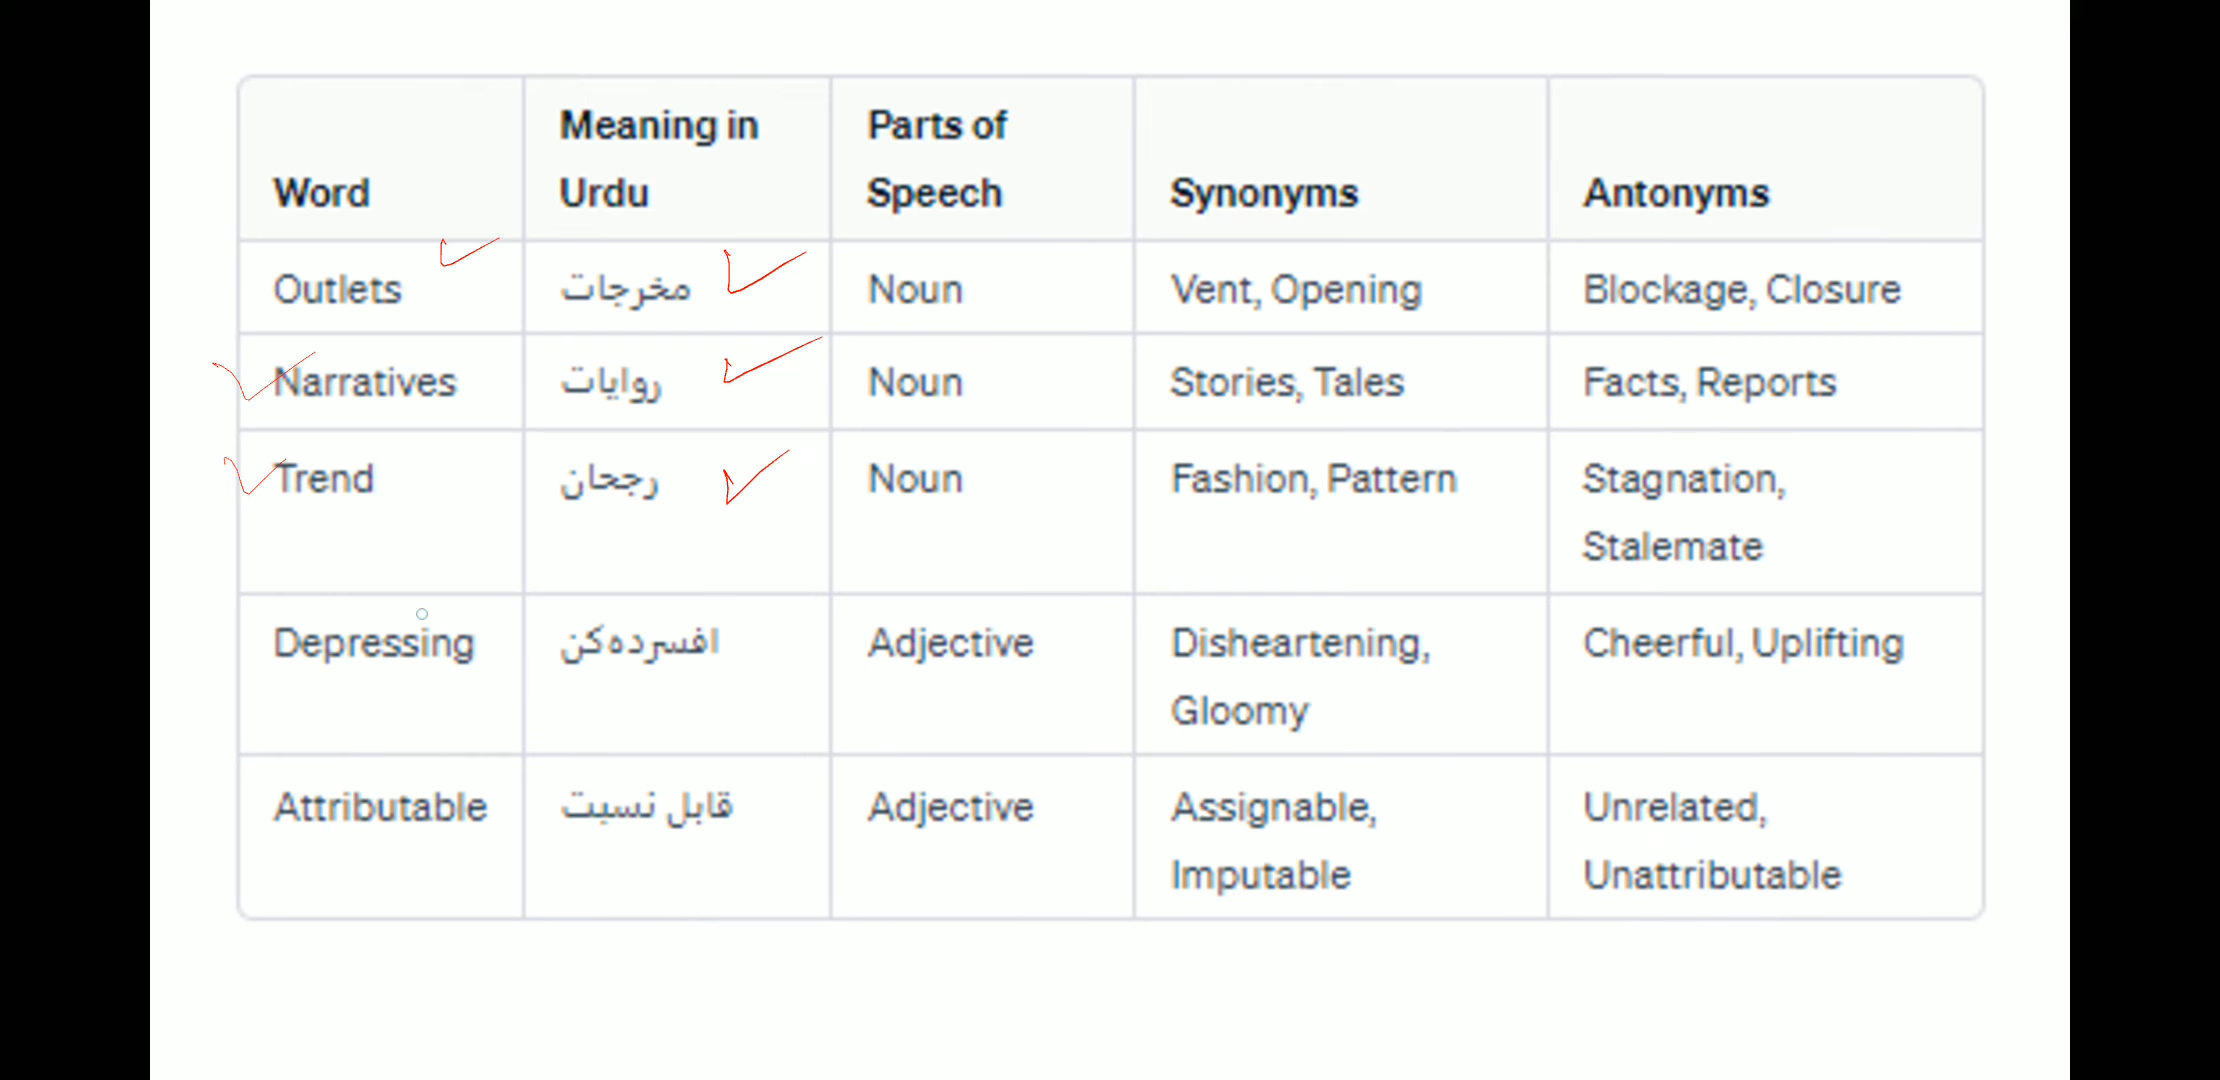 Word | Meaning in Urdu | Parts of Speech | Synonyms | Antonyms
Outlets | مخرجات | Noun | Vent, Opening | Blockage, Closure
Narratives | روایات | Noun | Stories, Tales | Facts, Reports
Trend | رجحان | Noun | Fashion, Pattern | Stagnation, Stalemate
Depressing | افسردہ کن | Adjective | Disheartening, Gloomy | Cheerful, Uplifting
Attributable | قابل نسبت | Adjective | Assignable, Imputable | Unrelated, Unattributable